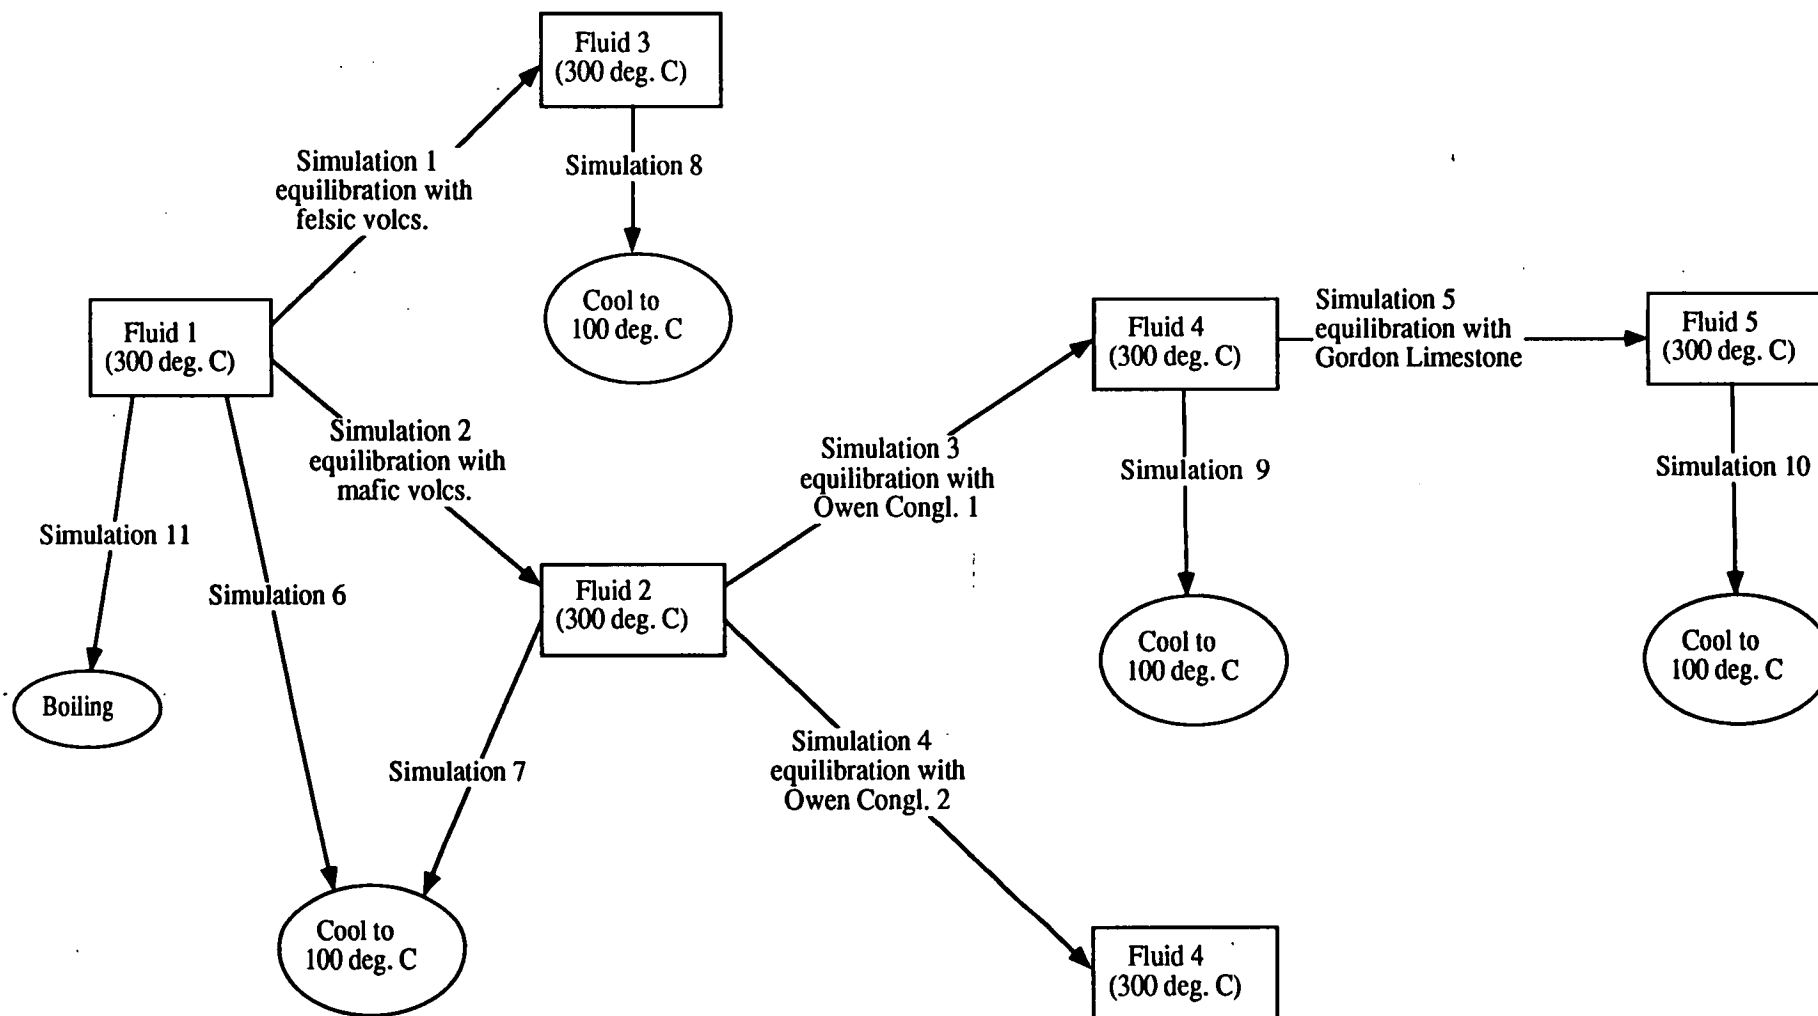 Fluid 3
(300 deg. C)
Simulation 1
equilibration with
felsic volcs.
Simulation 8
Cool to
100 deg. C
Fluid 1
(300 deg. C)
Fluid 4
(300 deg. C)
Simulation 5
equilibration with
Gordon Limestone
Fluid 5
(300 deg. C)
Simulation 2
equilibration with
mafic volcs.
Simulation 3
equilibration with
Owen Congl. 1
Simulation 9
Simulation 10
Simulation 11
Simulation 6
Fluid 2
(300 deg. C)
Cool to
100 deg. C
Cool to
100 deg. C
Boiling
Simulation 7
Simulation 4
equilibration with
Owen Congl. 2
Cool to
100 deg. C
Fluid 4
(300 deg. C)